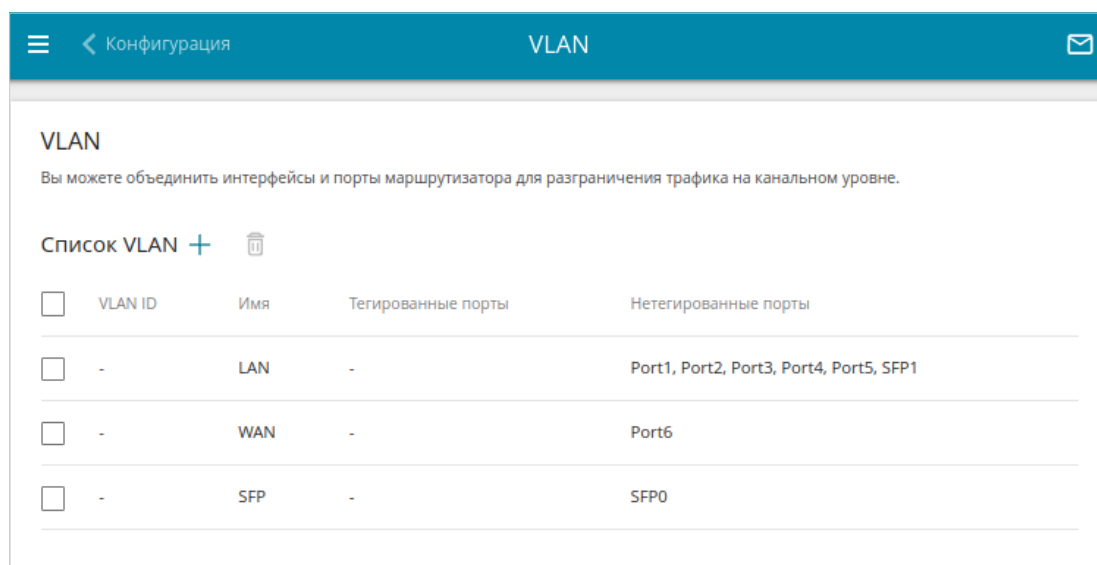 Конфигурация VLAN
VLAN
Вы можете объединить интерфейсы и порты маршрутизатора для разграничения трафика на канальном уровне.
Список VLAN
VLAN ID Имя Тегированные порты Нетегированные порты
- LAN - Port1, Port2, Port3, Port4, Port5, SFP1
- WAN - Port6
- SFP - SFP0